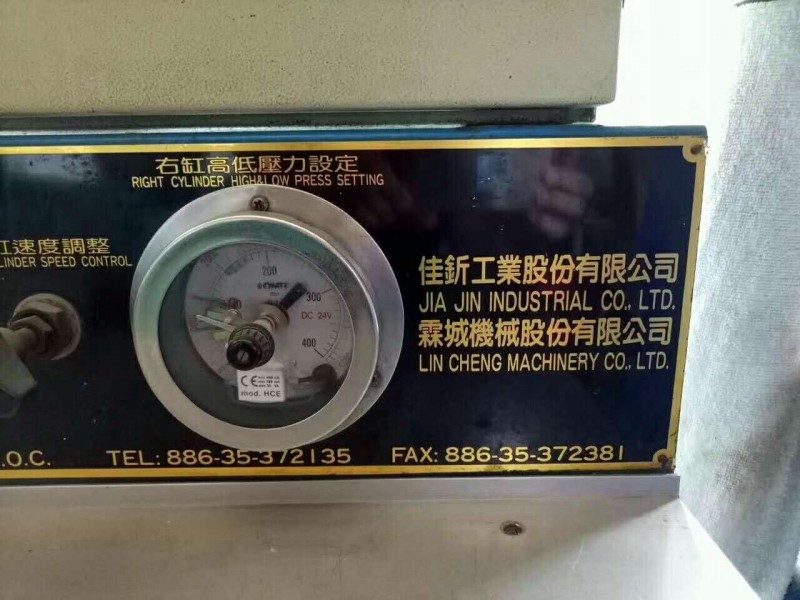 右缸高低壓力設定
RIGHT CYLINDER HIGH&LOW PRESS SETTING
缸速度調整
LINDER SPEED CONTROL
200
300
DC 24V
400
CE
mod. HCE
佳釿工業股份有限公司
JIA JIN INDUSTRIAL CO., LTD.
霖城機械股份有限公司
LIN CHENG MACHINERY CO., LTD.
.O.C.
TEL: 886-35-372135
FAX: 886-35-372381